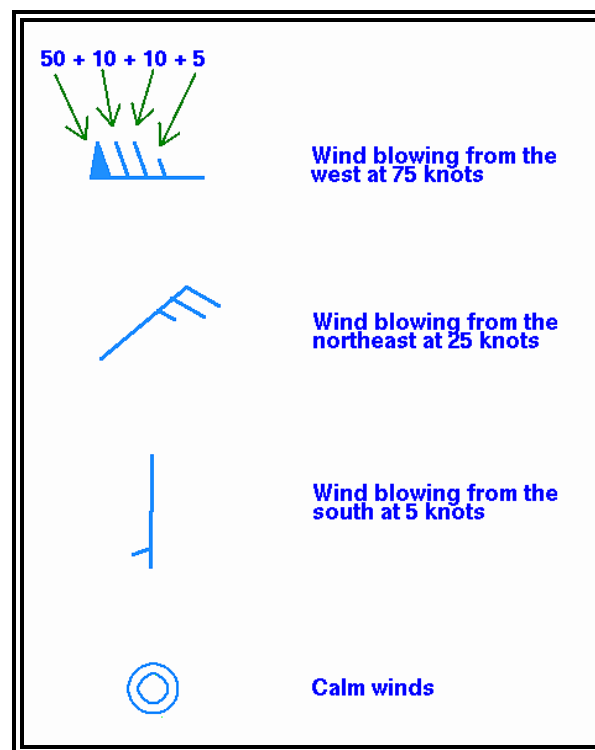 50 + 10 + 10 + 5
Wind blowing from the
west at 75 knots
Wind blowing from the
northeast at 25 knots
Wind blowing from the
south at 5 knots
Calm winds